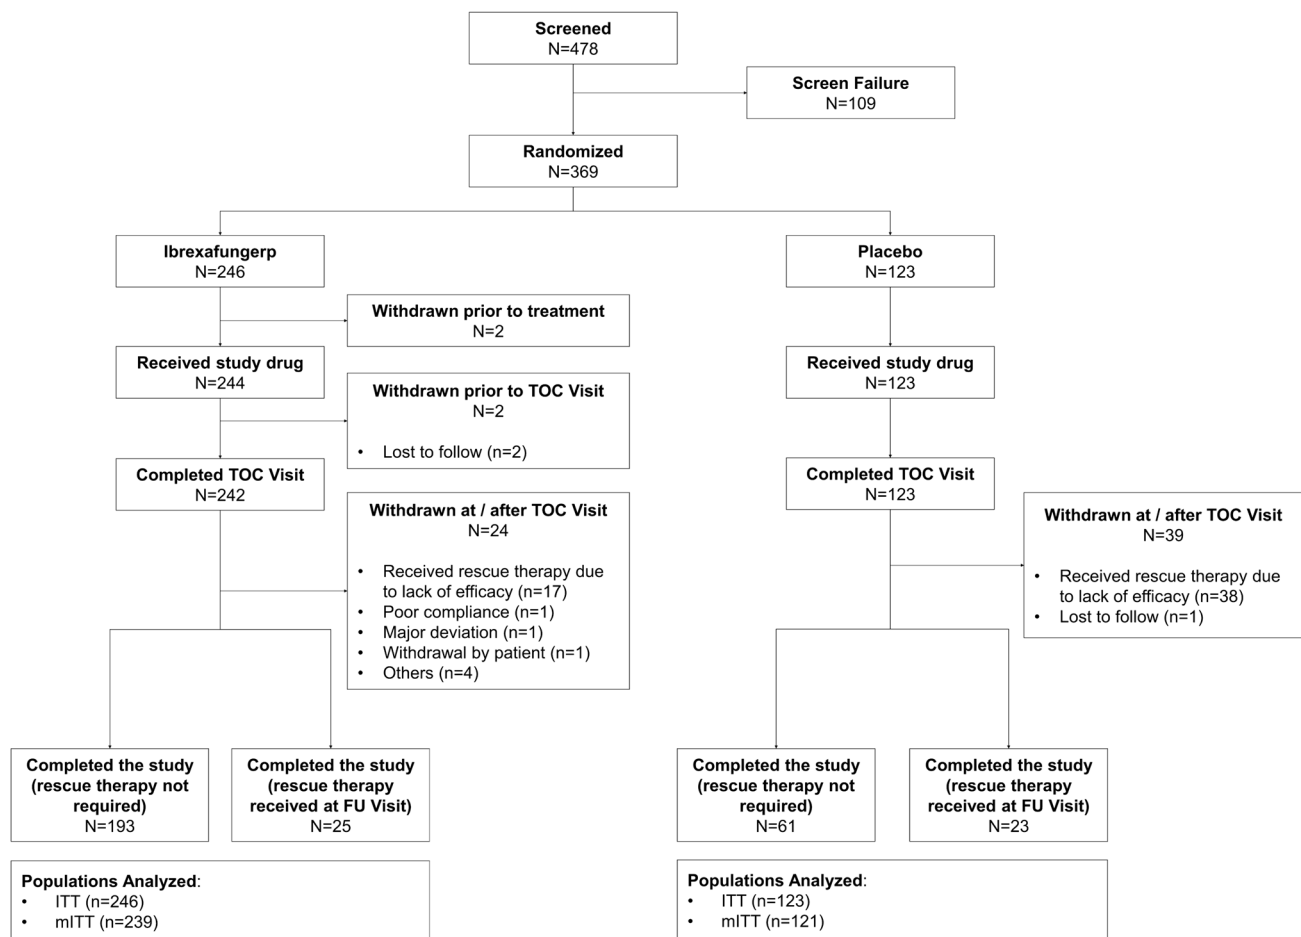 Screened
N=478
Screen Failure
N=109
Randomized
N=369
Ibrexafungerp
N=246
Placebo
N=123
Withdrawn prior to treatment
N=2
Received study drug
N=244
Received study drug
N=123
Withdrawn prior to TOC Visit
N=2
• Lost to follow (n=2)
Completed TOC Visit
N=242
Completed TOC Visit
N=123
Withdrawn at / after TOC Visit
N=24
• Received rescue therapy due
to lack of efficacy (n=17)
• Poor compliance (n=1)
• Major deviation (n=1)
• Withdrawal by patient (n=1)
• Others (n=4)
Withdrawn at / after TOC Visit
N=39
• Received rescue therapy due
to lack of efficacy (n=38)
• Lost to follow (n=1)
Completed the study
(rescue therapy not
required)
N=193
Completed the study
(rescue therapy
received at FU Visit)
N=25
Completed the study
(rescue therapy not
required)
N=61
Completed the study
(rescue therapy
received at FU Visit)
N=23
Populations Analyzed:
• ITT (n=246)
• mITT (n=239)
Populations Analyzed:
• ITT (n=123)
• mITT (n=121)